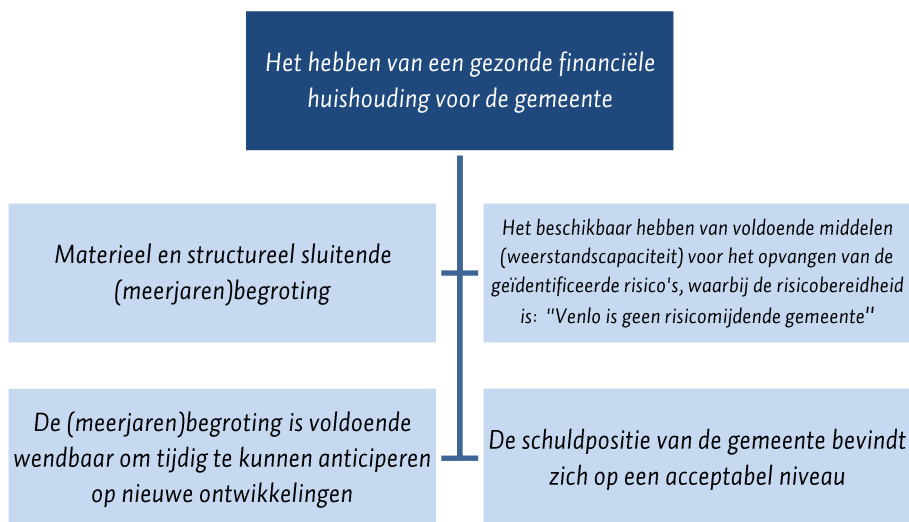 Het hebben van een gezonde financiële
huishouding voor de gemeente
Materieel en structureel sluitende
(meerjaren)begroting
Het beschikbaar hebben van voldoende middelen
(weerstandscapaciteit) voor het opvangen van de
geïdentificeerde risico's, waarbij de risicobereidheid
is: "Venlo is geen risicomijdende gemeente"
De (meerjaren)begroting is voldoende
wendbaar om tijdig te kunnen anticiperen
op nieuwe ontwikkelingen
De schuldpositie van de gemeente bevindt
zich op een acceptabel niveau